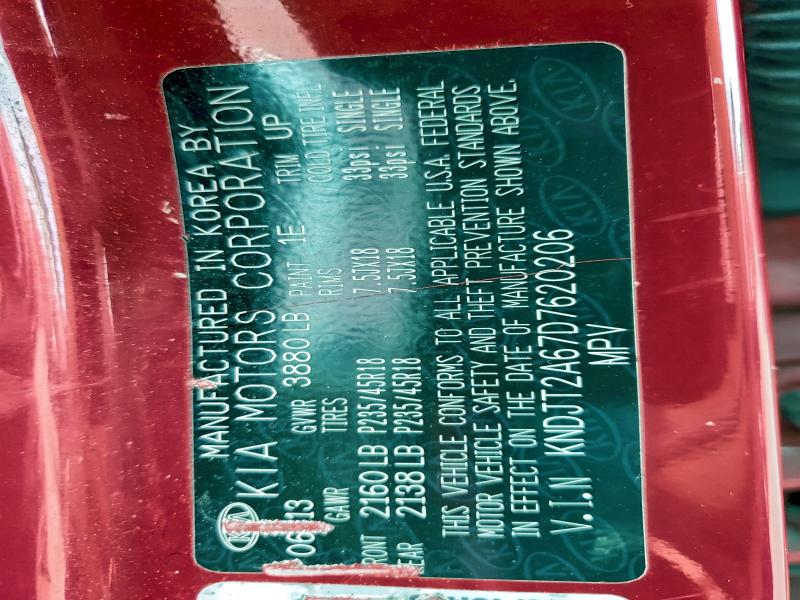 MANUFACTURED IN KOREA BY
KIA KIA MOTORS CORPORATION
06/13 GVWR 3880 LB PAINT 1E TRIM UP
GAWR TIRES RIMS COLD TIRE INFL
FRONT 2160 LB P235/45R18 7.5JX18 33psi SINGLE
REAR 2138 LB P235/45R18 7.5JX18 33psi SINGLE
THIS VEHICLE CONFORMS TO ALL APPLICABLE U.S.A FEDERAL
MOTOR VEHICLE SAFETY AND THEFT PREVENTION STANDARDS
IN EFFECT ON THE DATE OF MANUFACTURE SHOWN ABOVE.
V.I.N KNDJT2A67D7620206
MPV